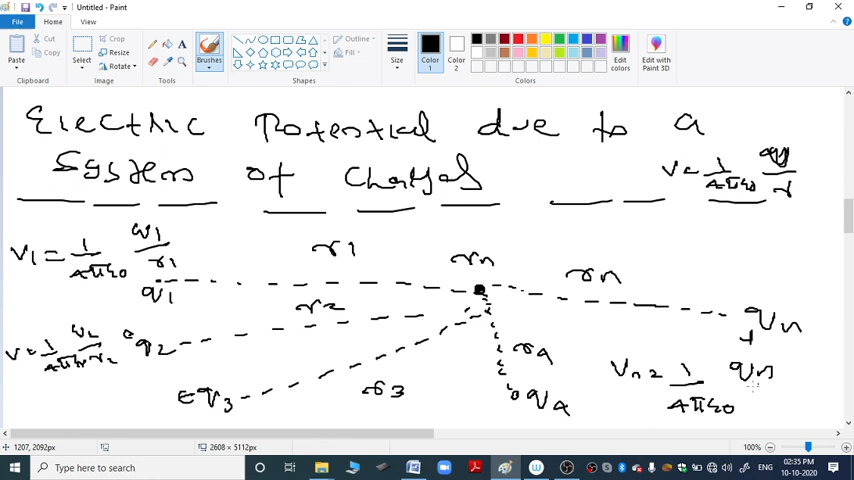 Untitled - Paint
File Home View
Paste Cut Copy Select Crop Resize Rotate Brushes Outline Fill Size Color 1 Color 2 Edit colors Edit with Paint 3D
Clipboard Image Tools Shapes Colors
Electric Potential due to a
System of Charges
V = 1/4πε0 q/r
V1 = 1/4πε0 q1/r1
r1
rn
rn
q1
r2
qn
V = 1/4πε0 q2/r2
q2
r4
r3
q3
q4
Vn = 1/4πε0 qn
1207, 2092px 2608 × 5112px 100%
Type here to search
ENG 02:35 PM
10-10-2020